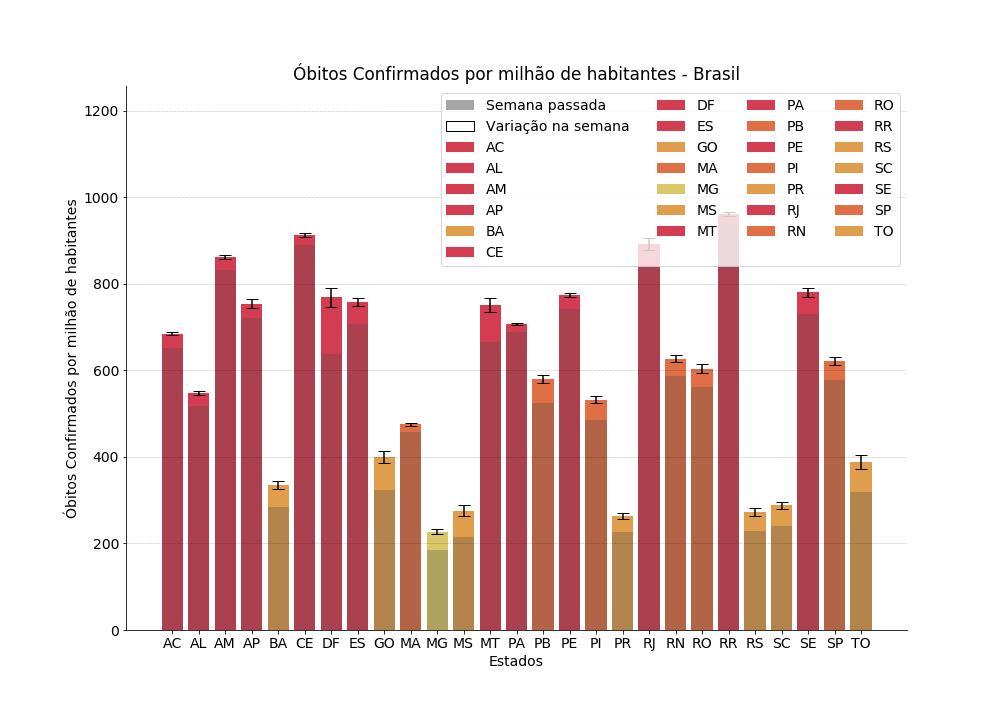 Óbitos Confirmados por milhão de habitantes - Brasil
Semana passada
Variação na semana
AC
AL
AM
AP
BA
CE
DF
ES
GO
MA
MG
MS
MT
PA
PB
PE
PI
PR
RJ
RN
RO
RR
RS
SC
SE
SP
TO
Óbitos Confirmados por milhão de habitantes
1200
1000
800
600
400
200
0
AC AL AM AP BA CE DF ES GO MA MG MS MT PA PB PE PI PR RJ RN RO RR RS SC SE SP TO
Estados